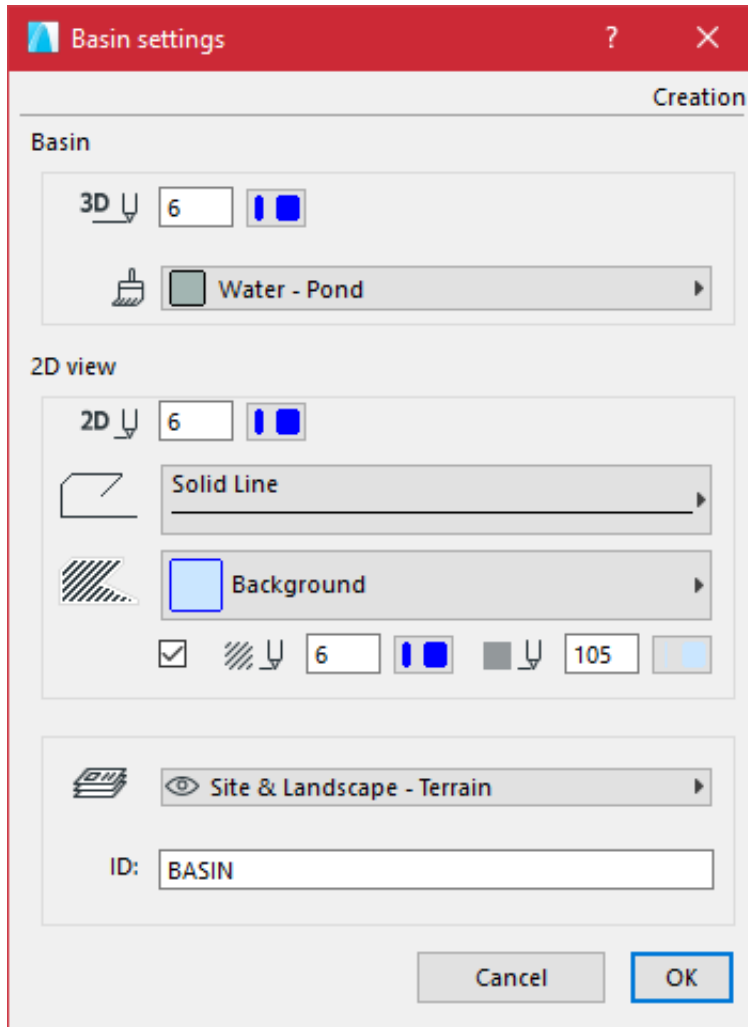 Basin settings ?
Creation
Basin
3D 6
Water - Pond
2D view
2D 6
Solid Line
Background
6 105
Site & Landscape - Terrain
ID: BASIN
Cancel OK